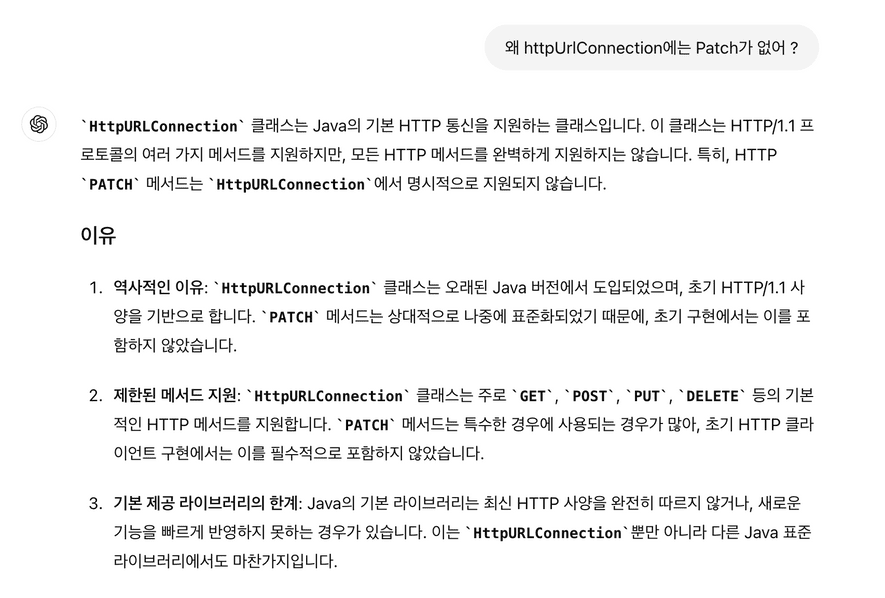 왜 httpUrlConnection에는 Patch가 없어 ?
`HttpURLConnection` 클래스는 Java의 기본 HTTP 통신을 지원하는 클래스입니다. 이 클래스는 HTTP/1.1 프
로토콜의 여러 가지 메서드를 지원하지만, 모든 HTTP 메서드를 완벽하게 지원하지는 않습니다. 특히, HTTP
`PATCH` 메서드는 `HttpURLConnection`에서 명시적으로 지원되지 않습니다.
이유
1. 역사적인 이유: `HttpURLConnection` 클래스는 오래된 Java 버전에서 도입되었으며, 초기 HTTP/1.1 사
양을 기반으로 합니다. `PATCH` 메서드는 상대적으로 나중에 표준화되었기 때문에, 초기 구현에서는 이를 포
함하지 않았습니다.
2. 제한된 메서드 지원: `HttpURLConnection` 클래스는 주로 `GET`, `POST`, `PUT`, `DELETE` 등의 기본
적인 HTTP 메서드를 지원합니다. `PATCH` 메서드는 특수한 경우에 사용되는 경우가 많아, 초기 HTTP 클라
이언트 구현에서는 이를 필수적으로 포함하지 않았습니다.
3. 기본 제공 라이브러리의 한계: Java의 기본 라이브러리는 최신 HTTP 사양을 완전히 따르지 않거나, 새로운
기능을 빠르게 반영하지 못하는 경우가 있습니다. 이는 `HttpURLConnection`뿐만 아니라 다른 Java 표준
라이브러리에서도 마찬가지입니다.